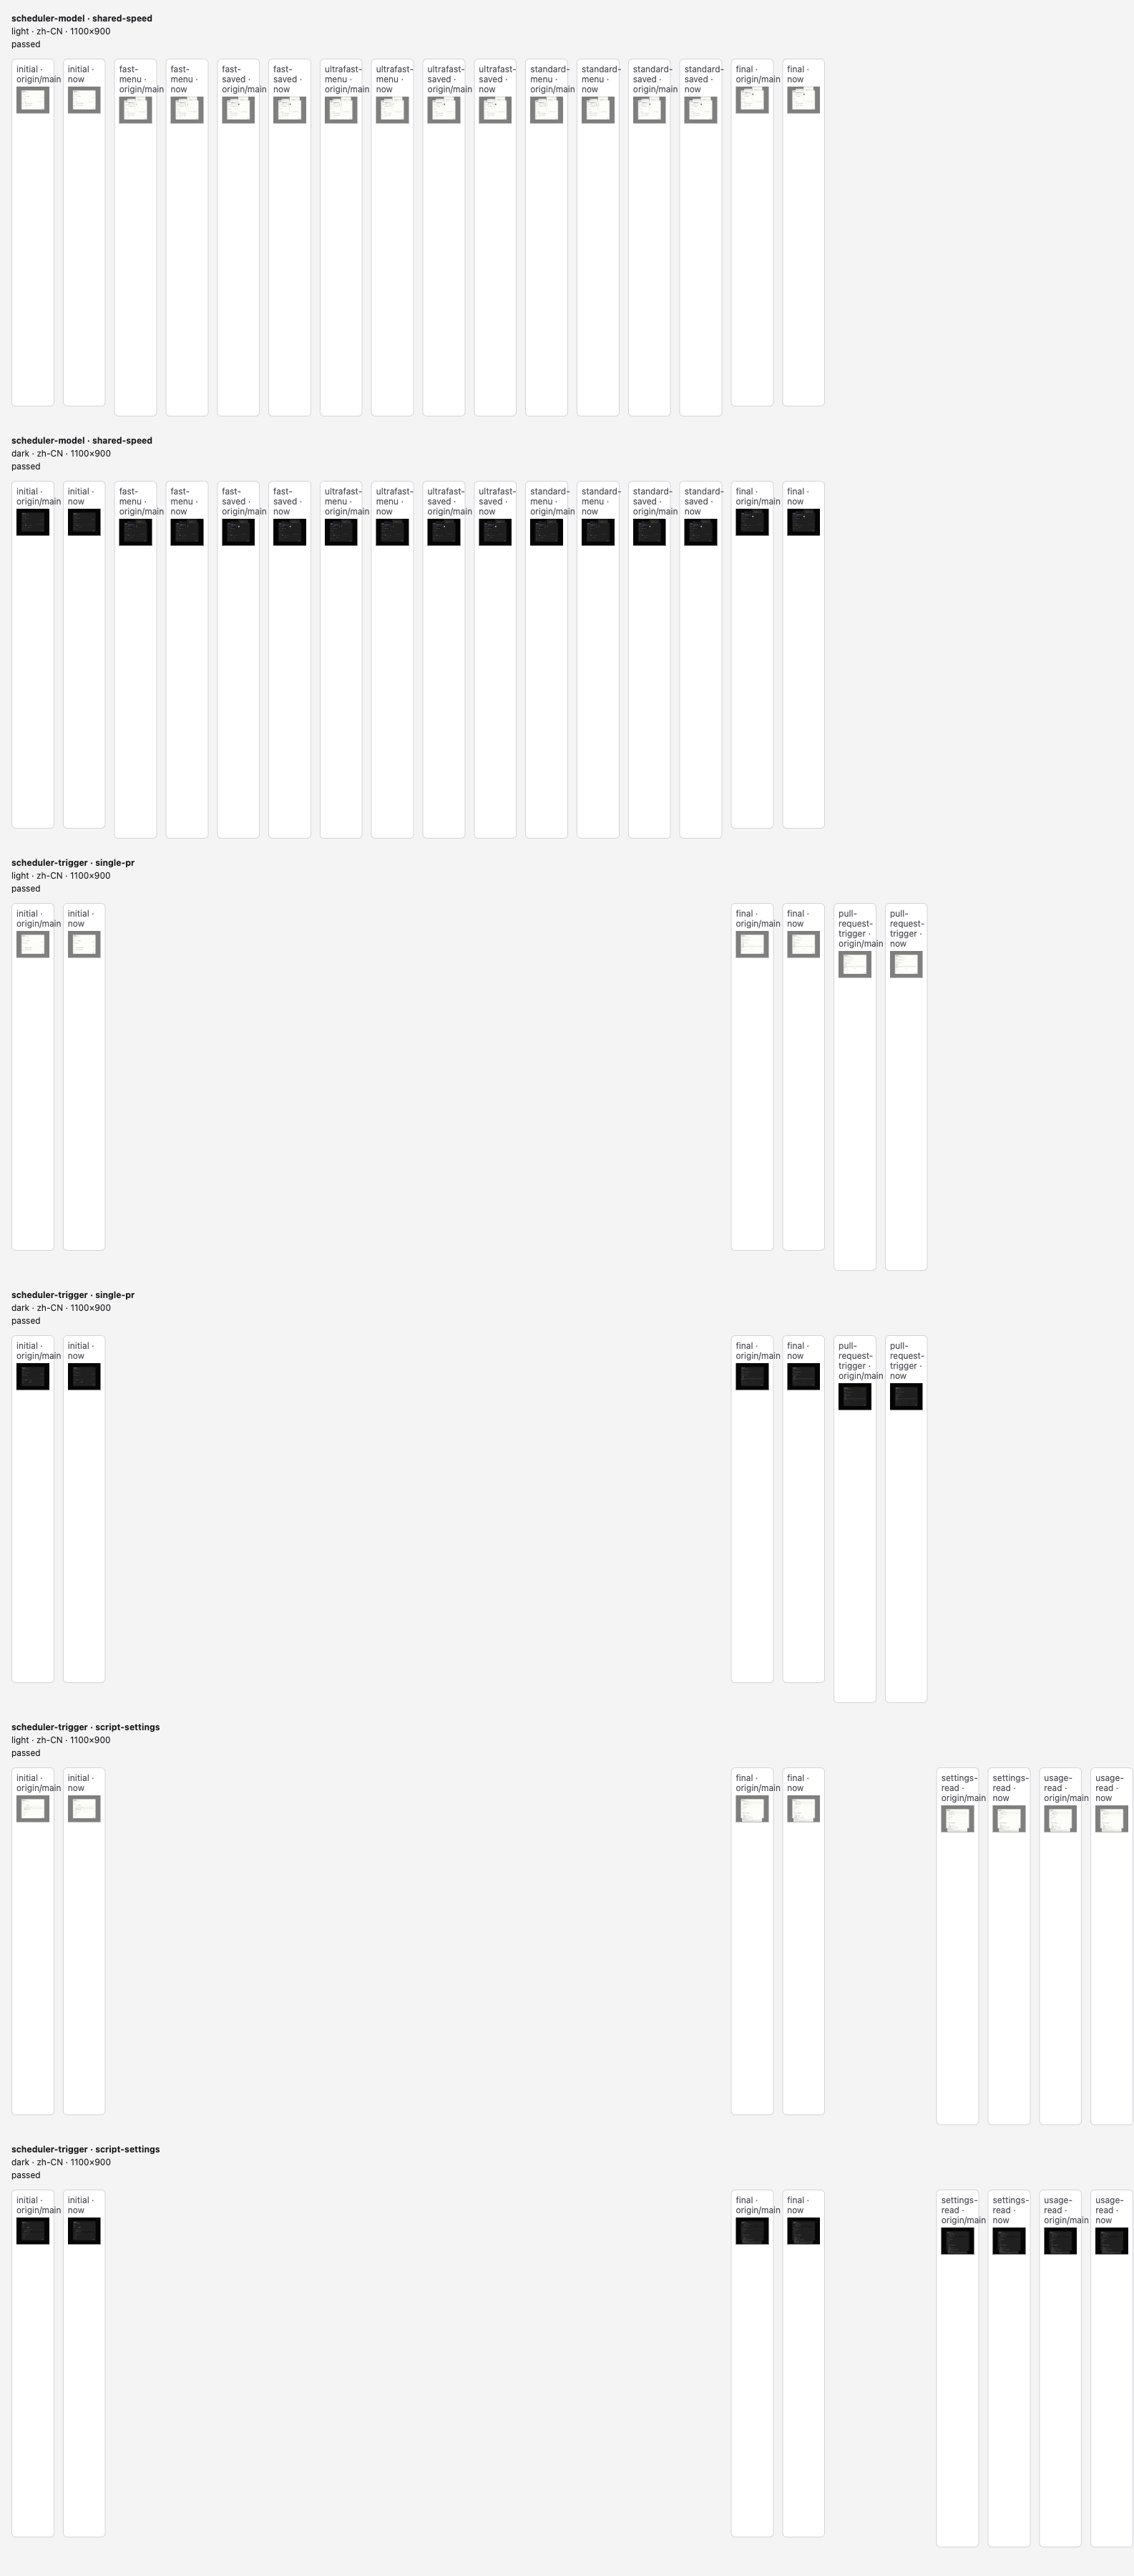 scheduler-model · shared-speed
light · zh-CN · 1100×900
passed
initial ·
origin/main
initial ·
now
fast-
menu ·
origin/main
fast-
menu ·
now
fast-
saved ·
origin/main
fast-
saved ·
now
ultrafast-
menu ·
origin/main
ultrafast-
menu ·
now
ultrafast-
saved ·
origin/main
ultrafast-
saved ·
now
standard-
menu ·
origin/main
standard-
menu ·
now
standard-
saved ·
origin/main
standard-
saved ·
now
final ·
origin/main
final ·
now
scheduler-model · shared-speed
dark · zh-CN · 1100×900
passed
initial ·
origin/main
initial ·
now
fast-
menu ·
origin/main
fast-
menu ·
now
fast-
saved ·
origin/main
fast-
saved ·
now
ultrafast-
menu ·
origin/main
ultrafast-
menu ·
now
ultrafast-
saved ·
origin/main
ultrafast-
saved ·
now
standard-
menu ·
origin/main
standard-
menu ·
now
standard-
saved ·
origin/main
standard-
saved ·
now
final ·
origin/main
final ·
now
scheduler-trigger · single-pr
light · zh-CN · 1100×900
passed
initial ·
origin/main
initial ·
now
final ·
origin/main
final ·
now
pull-
request-
trigger ·
origin/main
pull-
request-
trigger ·
now
scheduler-trigger · single-pr
dark · zh-CN · 1100×900
passed
initial ·
origin/main
initial ·
now
final ·
origin/main
final ·
now
pull-
request-
trigger ·
origin/main
pull-
request-
trigger ·
now
scheduler-trigger · script-settings
light · zh-CN · 1100×900
passed
initial ·
origin/main
initial ·
now
final ·
origin/main
final ·
now
settings-
read ·
origin/main
settings-
read ·
now
usage-
read ·
origin/main
usage-
read ·
now
scheduler-trigger · script-settings
dark · zh-CN · 1100×900
passed
initial ·
origin/main
initial ·
now
final ·
origin/main
final ·
now
settings-
read ·
origin/main
settings-
read ·
now
usage-
read ·
origin/main
usage-
read ·
now